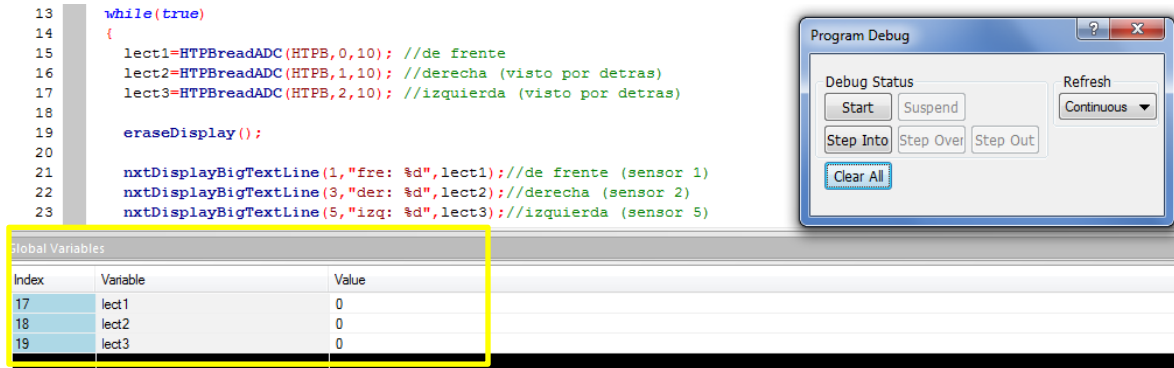 13 while(true)
14 {
15 lect1=HTPBreadADC(HTPB,0,10); //de frente
16 lect2=HTPBreadADC(HTPB,1,10); //derecha (visto por detras)
17 lect3=HTPBreadADC(HTPB,2,10); //izquierda (visto por detras)
18
19 eraseDisplay();
20
21 nxtDisplayBigTextLine(1,"fre: %d",lect1);//de frente (sensor 1)
22 nxtDisplayBigTextLine(3,"der: %d",lect2);//derecha (sensor 2)
23 nxtDisplayBigTextLine(5,"izq: %d",lect3);//izquierda (sensor 5)
Program Debug ? X
Debug Status Refresh
Start Suspend Continuous
Step Into Step Over Step Out
Clear All
Global Variables
Index Variable Value
17 lect1 0
18 lect2 0
19 lect3 0